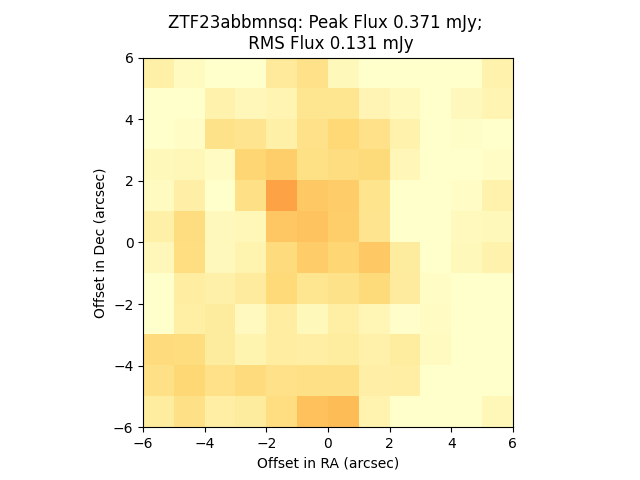 ZTF23abbmnsq: Peak Flux 0.371 mJy;
RMS Flux 0.131 mJy
6
4
2
0
−2
−4
−6
Offset in Dec (arcsec)
−6 −4 −2 0 2 4 6
Offset in RA (arcsec)